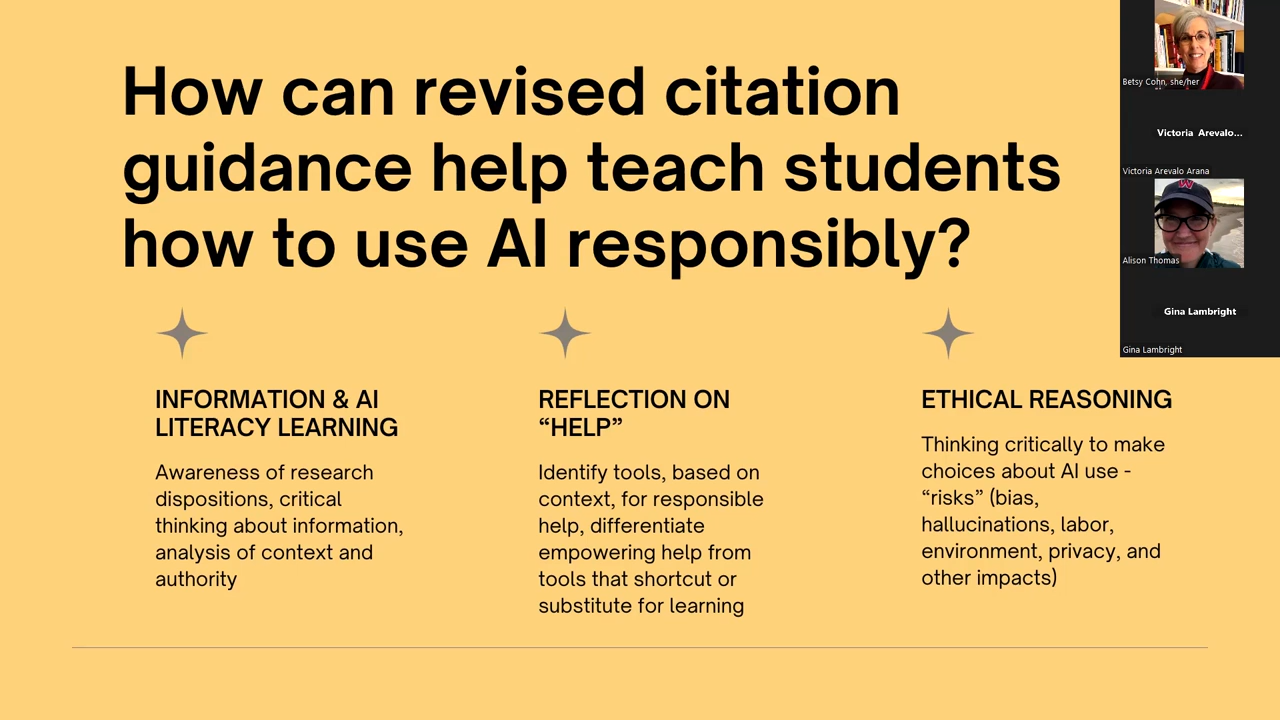 How can revised citation
guidance help teach students
how to use AI responsibly?
INFORMATION & AI
LITERACY LEARNING
Awareness of research
dispositions, critical
thinking about information,
analysis of context and
authority
REFLECTION ON
“HELP”
Identify tools, based on
context, for responsible
help, differentiate
empowering help from
tools that shortcut or
substitute for learning
ETHICAL REASONING
Thinking critically to make
choices about AI use -
“risks” (bias,
hallucinations, labor,
environment, privacy, and
other impacts)
Betsy Cohn, she/her
Victoria Arevalo...
Victoria Arevalo Arana
W
Alison Thomas
Gina Lambright
Gina Lambright